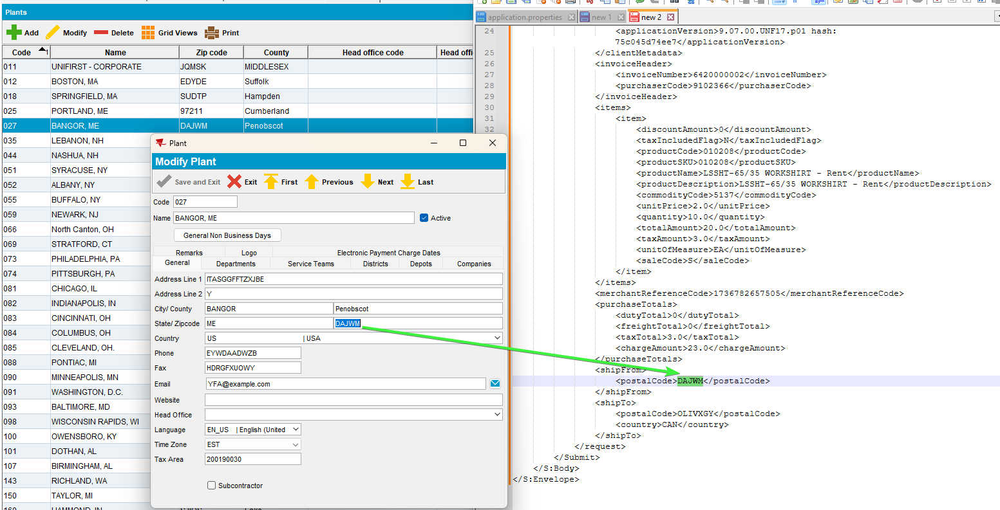 Plants
Add Modify Delete Grid Views Print
Code 1 Name Zip code County Head office code Head offi
011 UNIFIRST - CORPORATE JQMSK MIDDLESEX
012 BOSTON, MA EDYDE Suffolk
018 SPRINGFIELD, MA SUDTP Hampden
025 PORTLAND, ME 97211 Cumberland
027 BANGOR, ME DAJWM Penobscot
035 LEBANON, NH
044 NASHUA, NH
051 SYRACUSE, NY
052 ALBANY, NY
055 BUFFALO, NY
059 NEWARK, NJ
066 North Canton, OH
069 STRATFORD, CT
073 PHILADELPHIA, PA
074 PITTSBURGH, PA
081 CHICAGO, IL
082 INDIANAPOLIS, IN
083 CINCINNATI, OH
084 COLUMBUS, OH
085 CLEVELAND, OH.
088 PONTIAC, MI
090 MINNEAPOLIS, MN
091 WASHINGTON, D.C.
093 BALTIMORE, MD
098 WISCONSIN RAPIDS, WI
100 OWENSBORO, KY
101 DOTHAN, AL
107 BIRMINGHAM, AL
143 RICHLAND, WA
150 TAYLOR, MI
160 HAMMOND, IN
Plant
Modify Plant
Save and Exit Exit First Previous Next Last
Code 027
Name BANGOR, ME Active
General Non Business Days
Remarks Logo Electronic Payment Charge Dates
General Departments Service Teams Districts Depots Companies
Address Line 1 ITASGGFFTZXJBE
Address Line 2 Y
City/ County BANGOR Penobscot
State/ Zipcode ME DAJWM
Country US | USA
Phone EYWDAADWZB
Fax HDRGFXUOWY
Email YFA@example.com
Website
Head Office
Language EN_US | English (United
Time Zone EST
Tax Area 200190030
Subcontractor
application.properties new 1 new 2
24 <applicationVersion>9.07.00.UNF17.p01 hash:
75c045d74ee7</applicationVersion>
25 </clientMetadata>
26 <invoiceHeader>
27 <invoiceNumber>6420000002</invoiceNumber>
28 <purchaserCode>9102366</purchaserCode>
29 </invoiceHeader>
30 <items>
31 <item>
32 <discountAmount>0</discountAmount>
<taxIncludedFlag>N</taxIncludedFlag>
<productCode>010208</productCode>
<productSKU>010208</productSKU>
<productName>LSSHT-65/35 WORKSHIRT - Rent</productName>
<productDescription>LSSHT-65/35 WORKSHIRT - Rent</productDescription>
<commodityCode>5137</commodityCode>
<unitPrice>2.0</unitPrice>
<quantity>10.0</quantity>
<totalAmount>20.0</totalAmount>
<taxAmount>3.0</taxAmount>
<unitOfMeasure>EA</unitOfMeasure>
<saleCode>S</saleCode>
</item>
</items>
<merchantReferenceCode>1736782657505</merchantReferenceCode>
<purchaseTotals>
<dutyTotal>0</dutyTotal>
<freightTotal>0</freightTotal>
<taxTotal>3.0</taxTotal>
<chargeAmount>23.0</chargeAmount>
</purchaseTotals>
<shipFrom>
<postalCode>DAJWM</postalCode>
</shipFrom>
<shipTo>
<postalCode>OLIVXGY</postalCode>
<country>CAN</country>
</shipTo>
</request>
</Submit>
</S:Body>
</S:Envelope>